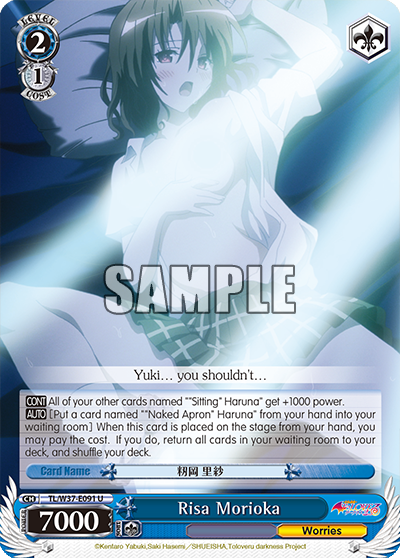 LEVEL
2
1
COST
SAMPLE
Yuki... you shouldn't...
CONT All of your other cards named ""Sitting" Haruna" get +1000 power.
AUTO [Put a card named ""Naked Apron" Haruna" from your hand into your
waiting room] When this card is placed on the stage from your hand, you
may pay the cost. If you do, return all cards in your waiting room to your
deck, and shuffle your deck.
Card Name 籾岡 里紗
CH TL/W37-E091 U
POWER 7000 SOUL
Risa Morioka
Worries
©Kentaro Yabuki,Saki Hasemi／SHUEISHA,Toloveru darkness Project